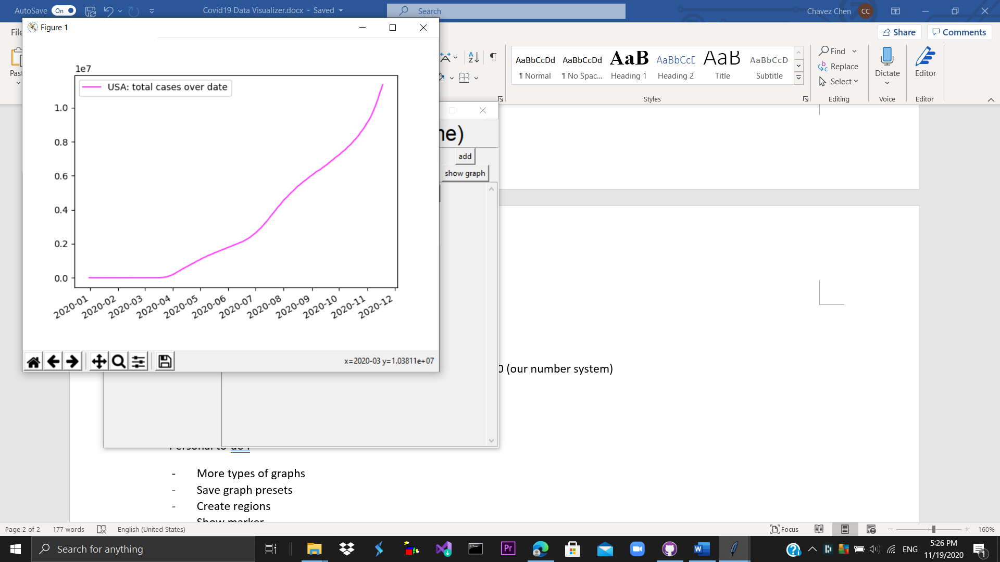 AutoSave On Covid19 Data Visualizer.docx - Saved Search Chavez Chen CC
Figure 1
Share Comments
AaBbCcDd AaBbCcDd AaB AaBbCcE AaB AaBbCcD
¶ Normal ¶ No Spac... Heading 1 Heading 2 Title Subtitle
Styles
Find
Replace
Select
Editing
Dictate
Voice
Editor
Editor
1e7
USA: total cases over date
1.0
0.8
0.6
0.4
0.2
0.0
2020-01 2020-02 2020-03 2020-04 2020-05 2020-06 2020-07 2020-08 2020-09 2020-10 2020-11 2020-12
x=2020-03 y=1.03811e+07
add
show graph
0 (our number system)
- More types of graphs
- Save graph presets
- Create regions
Page 2 of 2 177 words English (United States) Focus 160%
Search for anything
ENG 5:26 PM
11/19/2020 1